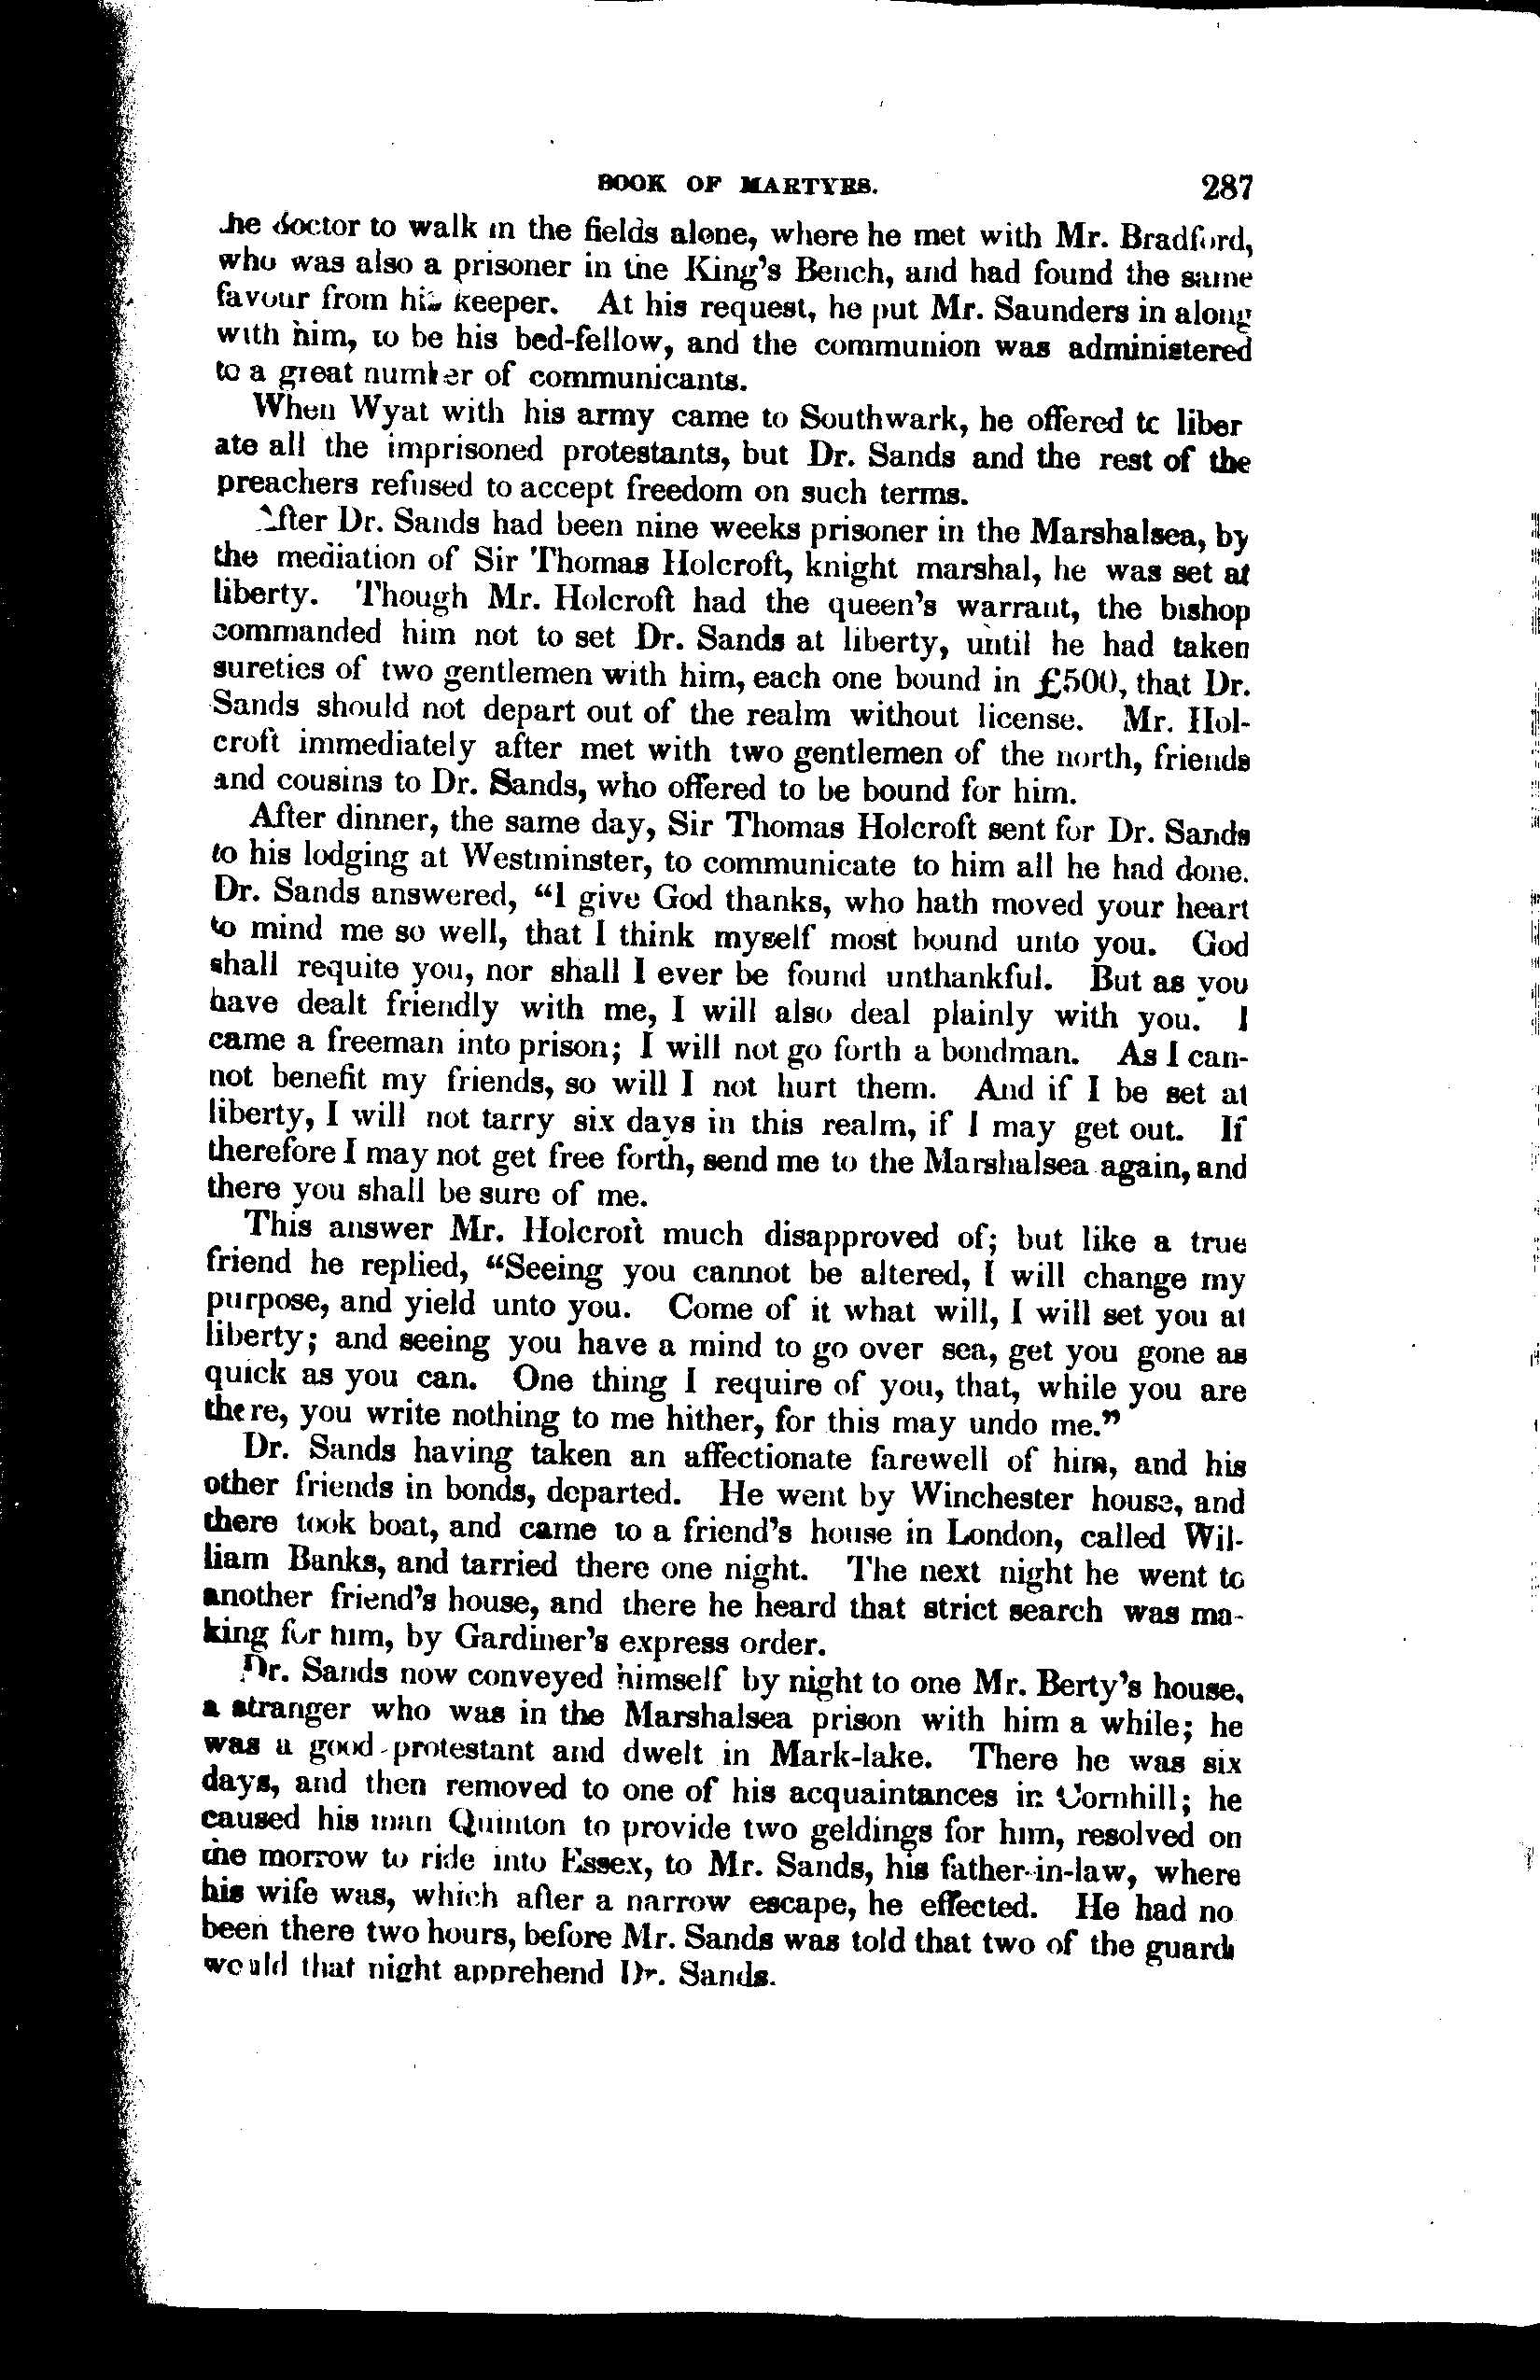 BOOK OF MARTYRS. 287
he doctor to walk in the fields alone, where he met with Mr. Bradford,
who was also a prisoner in the King's Bench, and had found the same
favour from his keeper. At his request, he put Mr. Saunders in along
with him, to be his bed-fellow, and the communion was administered
to a great number of communicants.
When Wyat with his army came to Southwark, he offered to liber
ate all the imprisoned protestants, but Dr. Sands and the rest of the
preachers refused to accept freedom on such terms.
After Dr. Sands had been nine weeks prisoner in the Marshalsea, by
the mediation of Sir Thomas Holcroft, knight marshal, he was set at
liberty. Though Mr. Holcroft had the queen's warrant, the bishop
commanded him not to set Dr. Sands at liberty, until he had taken
sureties of two gentlemen with him, each one bound in £500, that Dr.
Sands should not depart out of the realm without license. Mr. Hol-
croft immediately after met with two gentlemen of the north, friends
and cousins to Dr. Sands, who offered to be bound for him.
After dinner, the same day, Sir Thomas Holcroft sent for Dr. Sands
to his lodging at Westminster, to communicate to him all he had done.
Dr. Sands answered, "I give God thanks, who hath moved your heart
to mind me so well, that I think myself most bound unto you. God
shall requite you, nor shall I ever be found unthankful. But as you
have dealt friendly with me, I will also deal plainly with you. I
came a freeman into prison; I will not go forth a bondman. As I can-
not benefit my friends, so will I not hurt them. And if I be set at
liberty, I will not tarry six days in this realm, if I may get out. If
therefore I may not get free forth, send me to the Marshalsea again, and
there you shall be sure of me.
This answer Mr. Holcroft much disapproved of; but like a true
friend he replied, "Seeing you cannot be altered, I will change my
purpose, and yield unto you. Come of it what will, I will set you at
liberty; and seeing you have a mind to go over sea, get you gone as
quick as you can. One thing I require of you, that, while you are
there, you write nothing to me hither, for this may undo me."
Dr. Sands having taken an affectionate farewell of him, and his
other friends in bonds, departed. He went by Winchester house, and
there took boat, and came to a friend's house in London, called Wil-
liam Banks, and tarried there one night. The next night he went to
another friend's house, and there he heard that strict search was ma-
king for him, by Gardiner's express order.
Dr. Sands now conveyed himself by night to one Mr. Berty's house,
a stranger who was in the Marshalsea prison with him a while; he
was a good protestant and dwelt in Mark-lake. There he was six
days, and then removed to one of his acquaintances in Cornhill; he
caused his man Quinton to provide two geldings for him, resolved on
the morrow to ride into Essex, to Mr. Sands, his father-in-law, where
his wife was, which after a narrow escape, he effected. He had no
been there two hours, before Mr. Sands was told that two of the guards
would that night apprehend Dr. Sands.